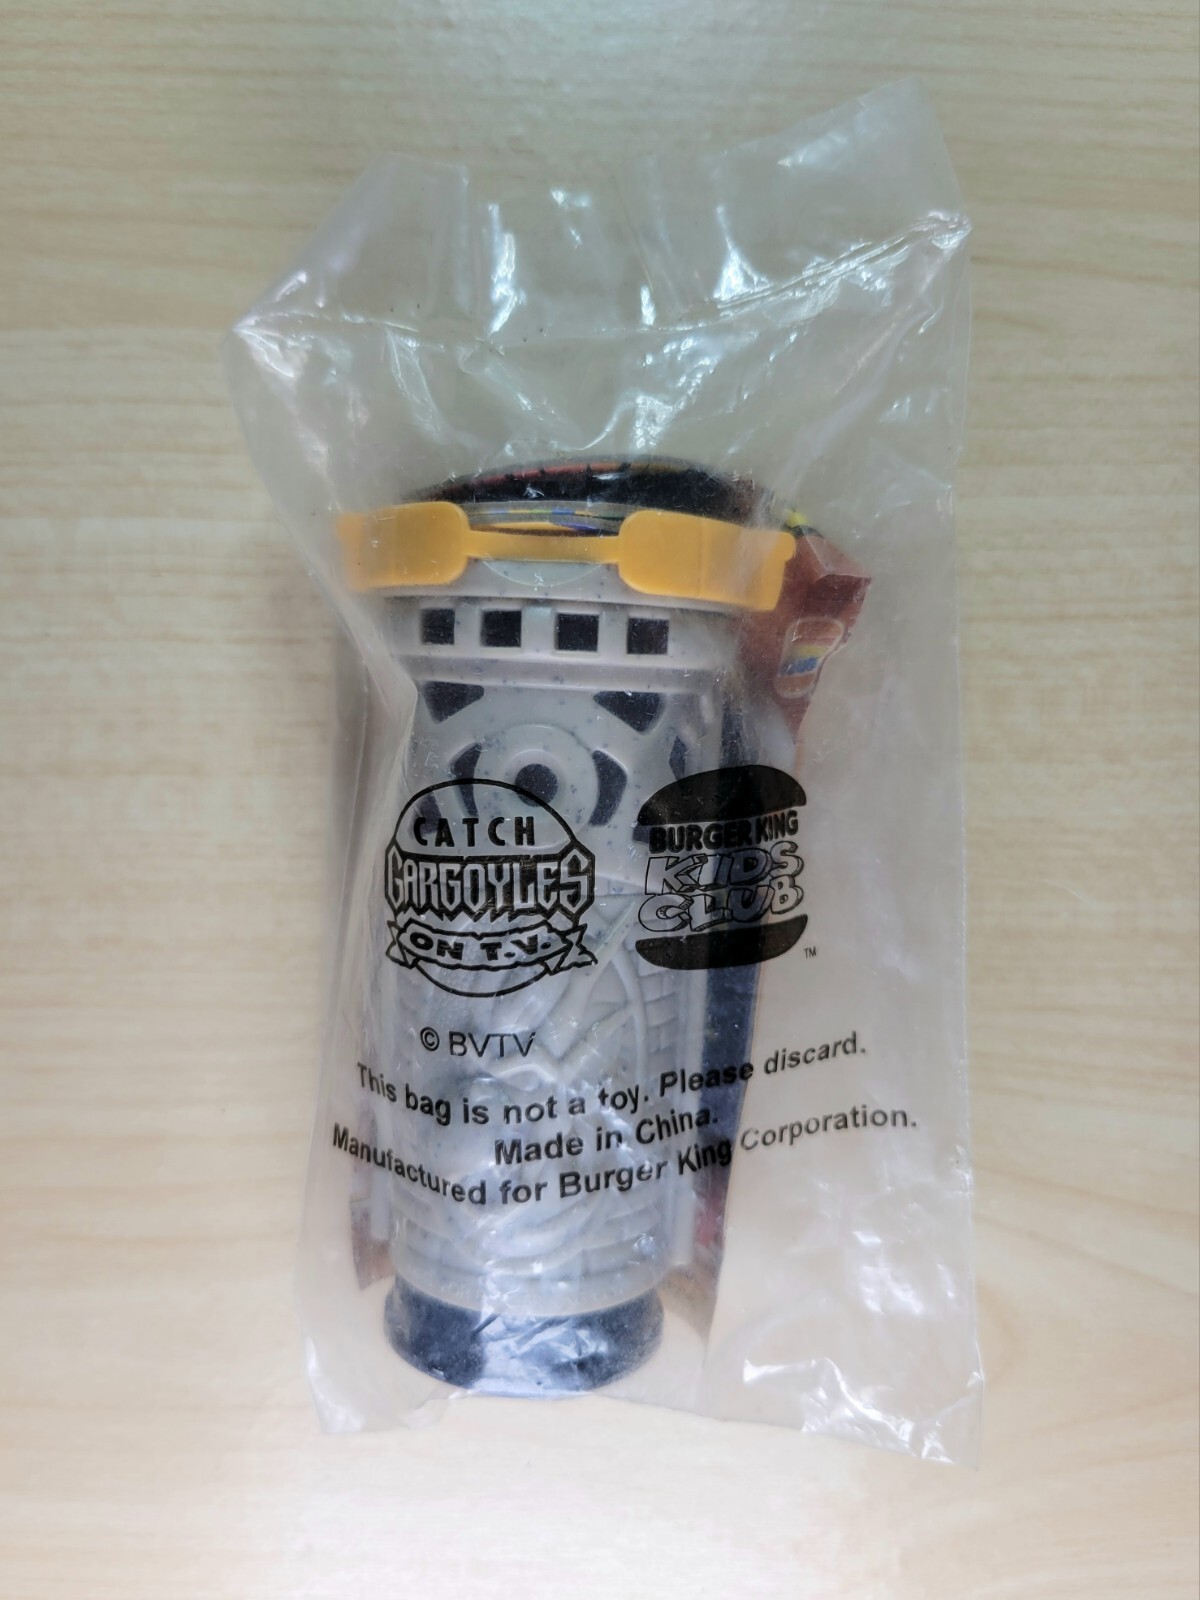 CATCH
GARGOYLES
ON T.V.
BURGER KING
KIDS
CLUB
TM
© BVTV
This bag is not a toy. Please discard.
Made in China.
Manufactured for Burger King Corporation.